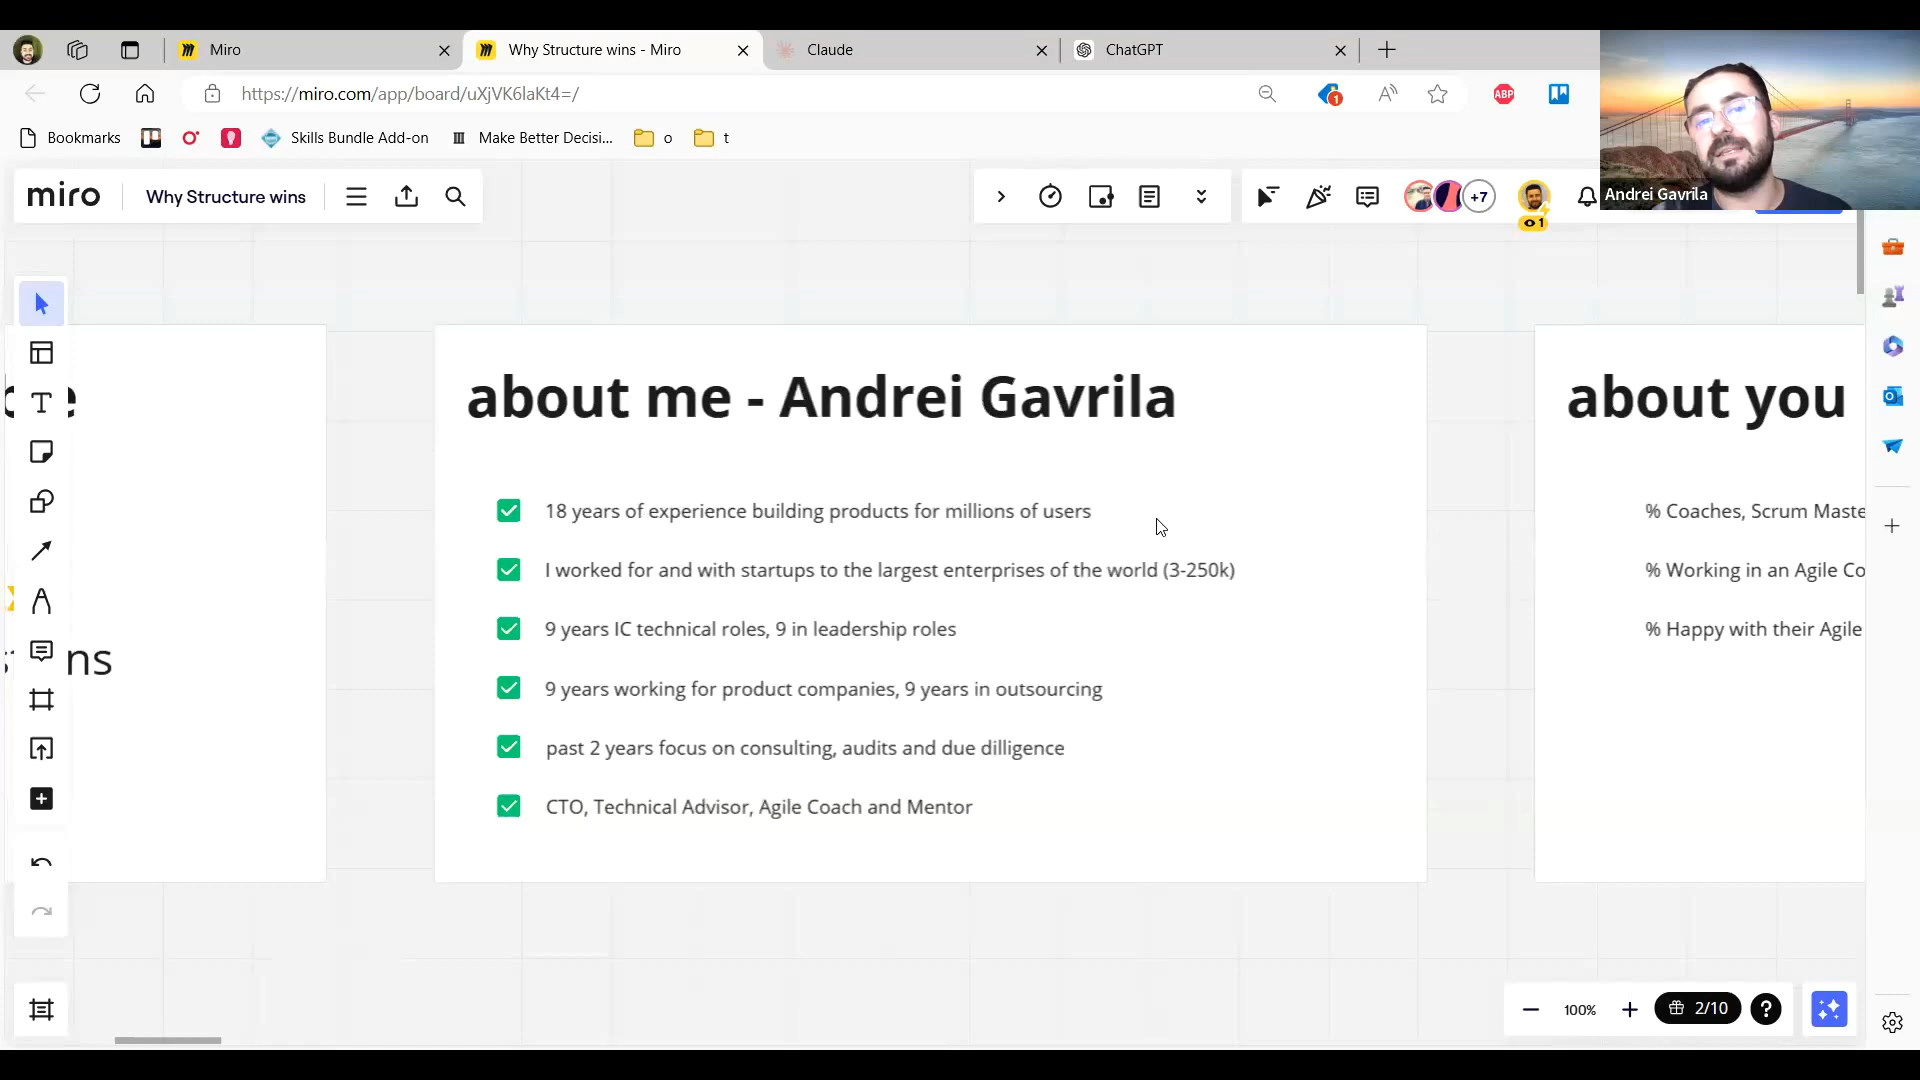 Miro
Why Structure wins - Miro
Claude
ChatGPT
https://miro.com/app/board/uXjVK6laKt4=/
1
ABP
Bookmarks
Skills Bundle Add-on
Make Better Decisi...
o
t
miro
Why Structure wins
+7
1
Andrei Gavrila
about me - Andrei Gavrila
18 years of experience building products for millions of users
I worked for and with startups to the largest enterprises of the world (3-250k)
9 years IC technical roles, 9 in leadership roles
9 years working for product companies, 9 years in outsourcing
past 2 years focus on consulting, audits and due dilligence
CTO, Technical Advisor, Agile Coach and Mentor
about you
% Coaches, Scrum Maste
% Working in an Agile Co
% Happy with their Agile
ns
100%
2/10